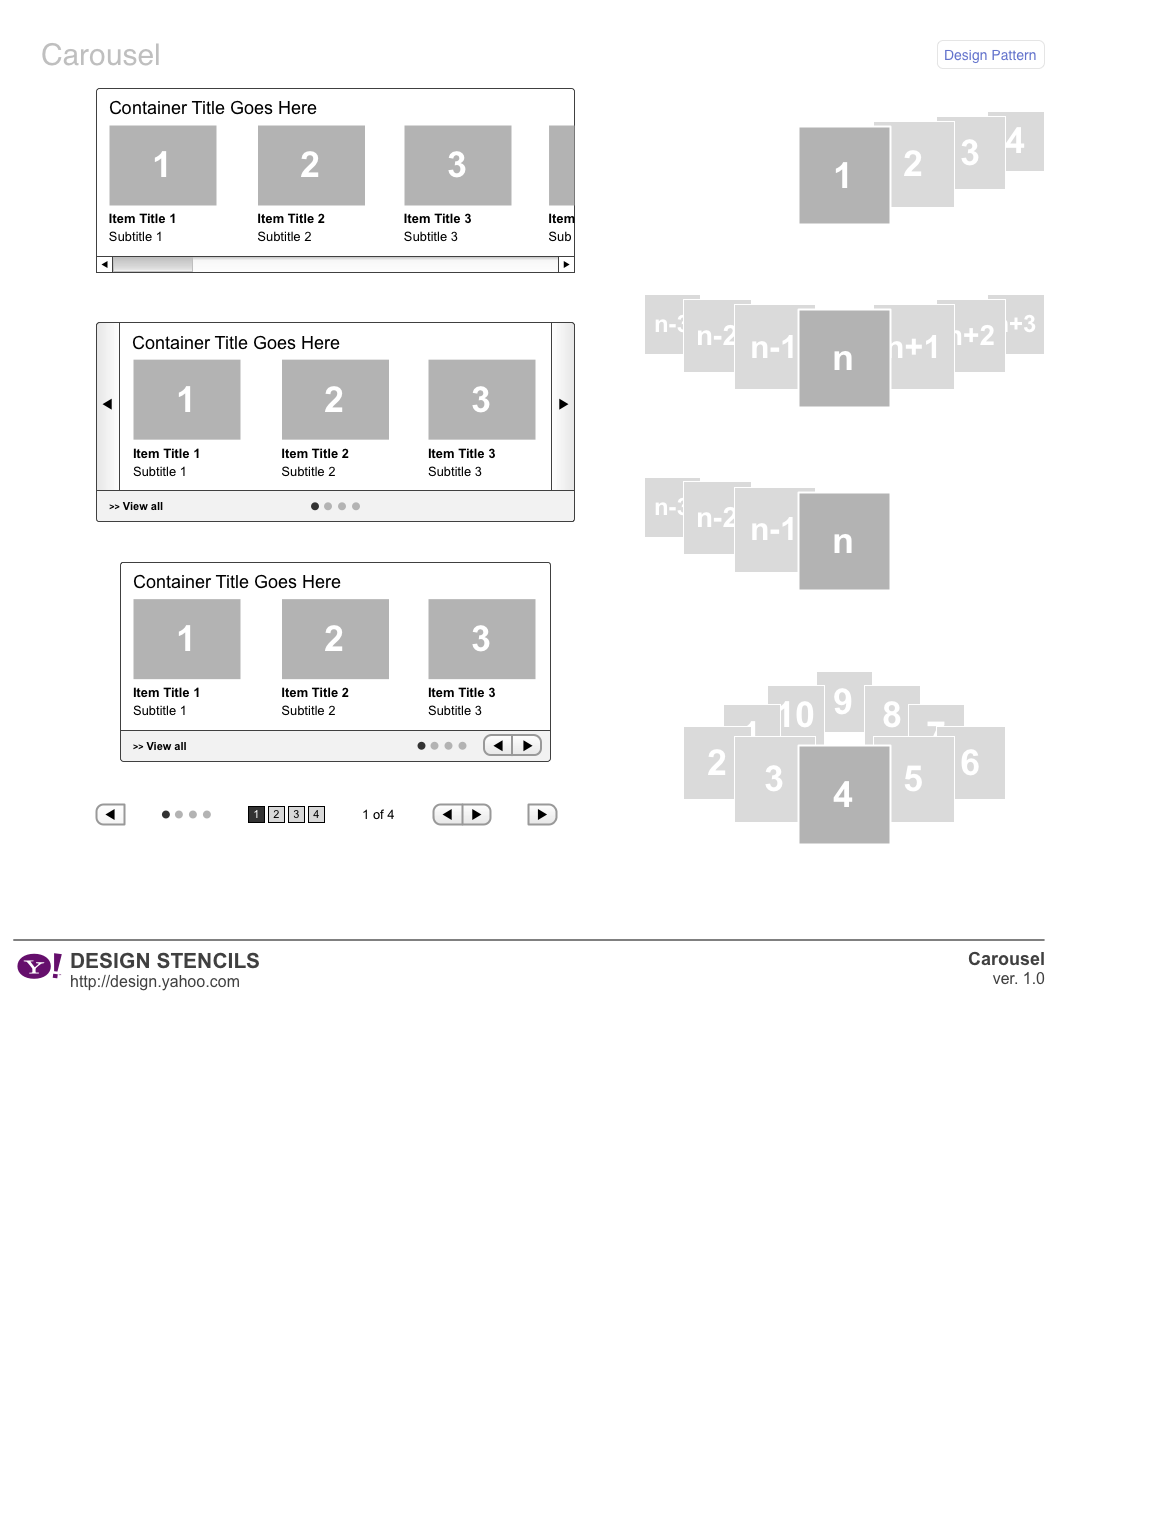 Carousel
Design Pattern
Container Title Goes Here
1 2 3
Item Title 1 Item Title 2 Item Title 3 Item
Subtitle 1 Subtitle 2 Subtitle 3 Sub
Container Title Goes Here
1 2 3
Item Title 1 Item Title 2 Item Title 3
Subtitle 1 Subtitle 2 Subtitle 3
>> View all
Container Title Goes Here
1 2 3
Item Title 1 Item Title 2 Item Title 3
Subtitle 1 Subtitle 2 Subtitle 3
>> View all
1 2 3 4 1 of 4
1 2 3 4
n-3 n-2 n-1 n n+1 n+2 n+3
n-3 n-2 n-1 n
9
10 8
1 7
2 3 4 5 6
Y! DESIGN STENCILS
http://design.yahoo.com
Carousel
ver. 1.0